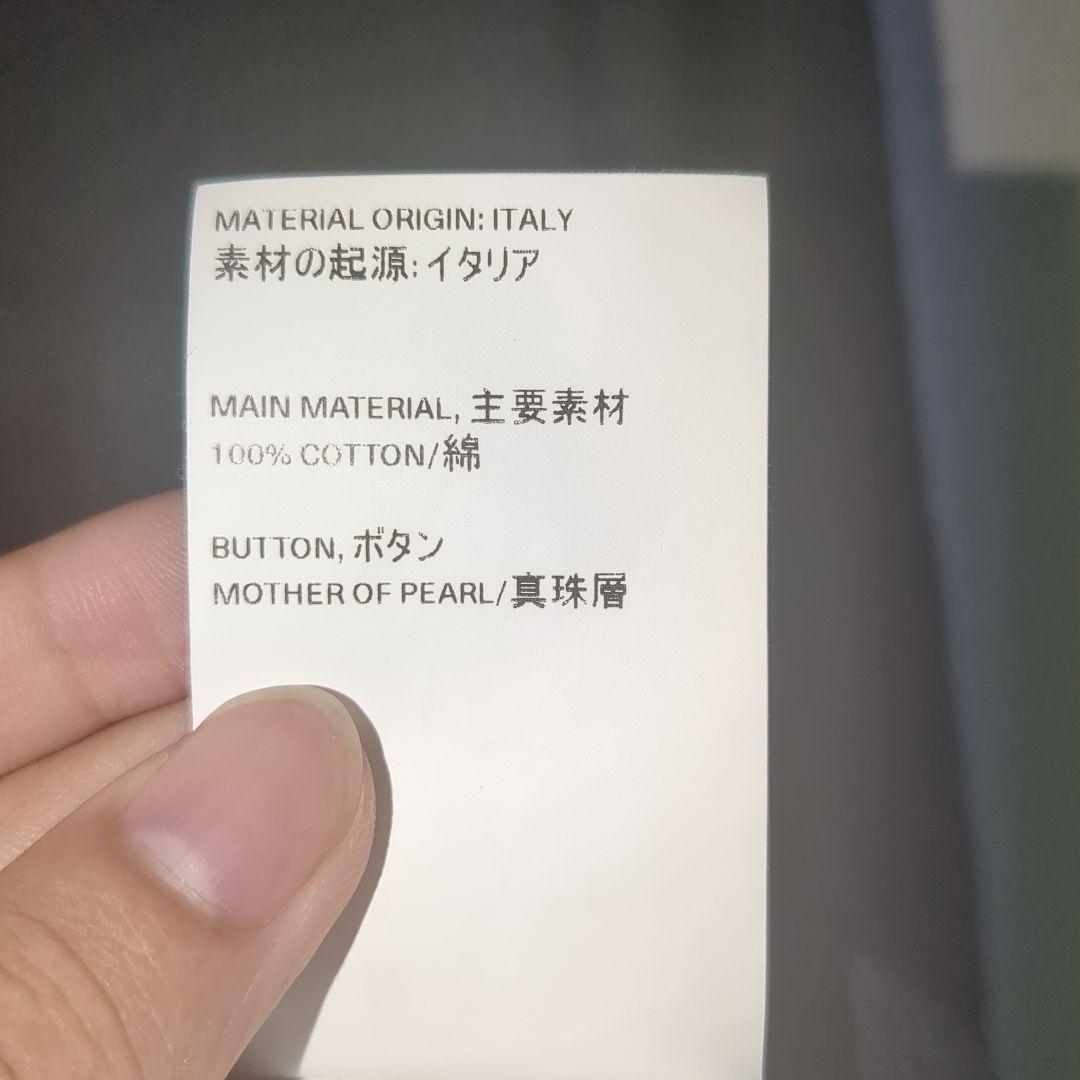 MATERIAL ORIGIN: ITALY
素材の起源: イタリア
MAIN MATERIAL, 主要素材
100% COTTON/綿
BUTTON, ボタン
MOTHER OF PEARL/真珠層